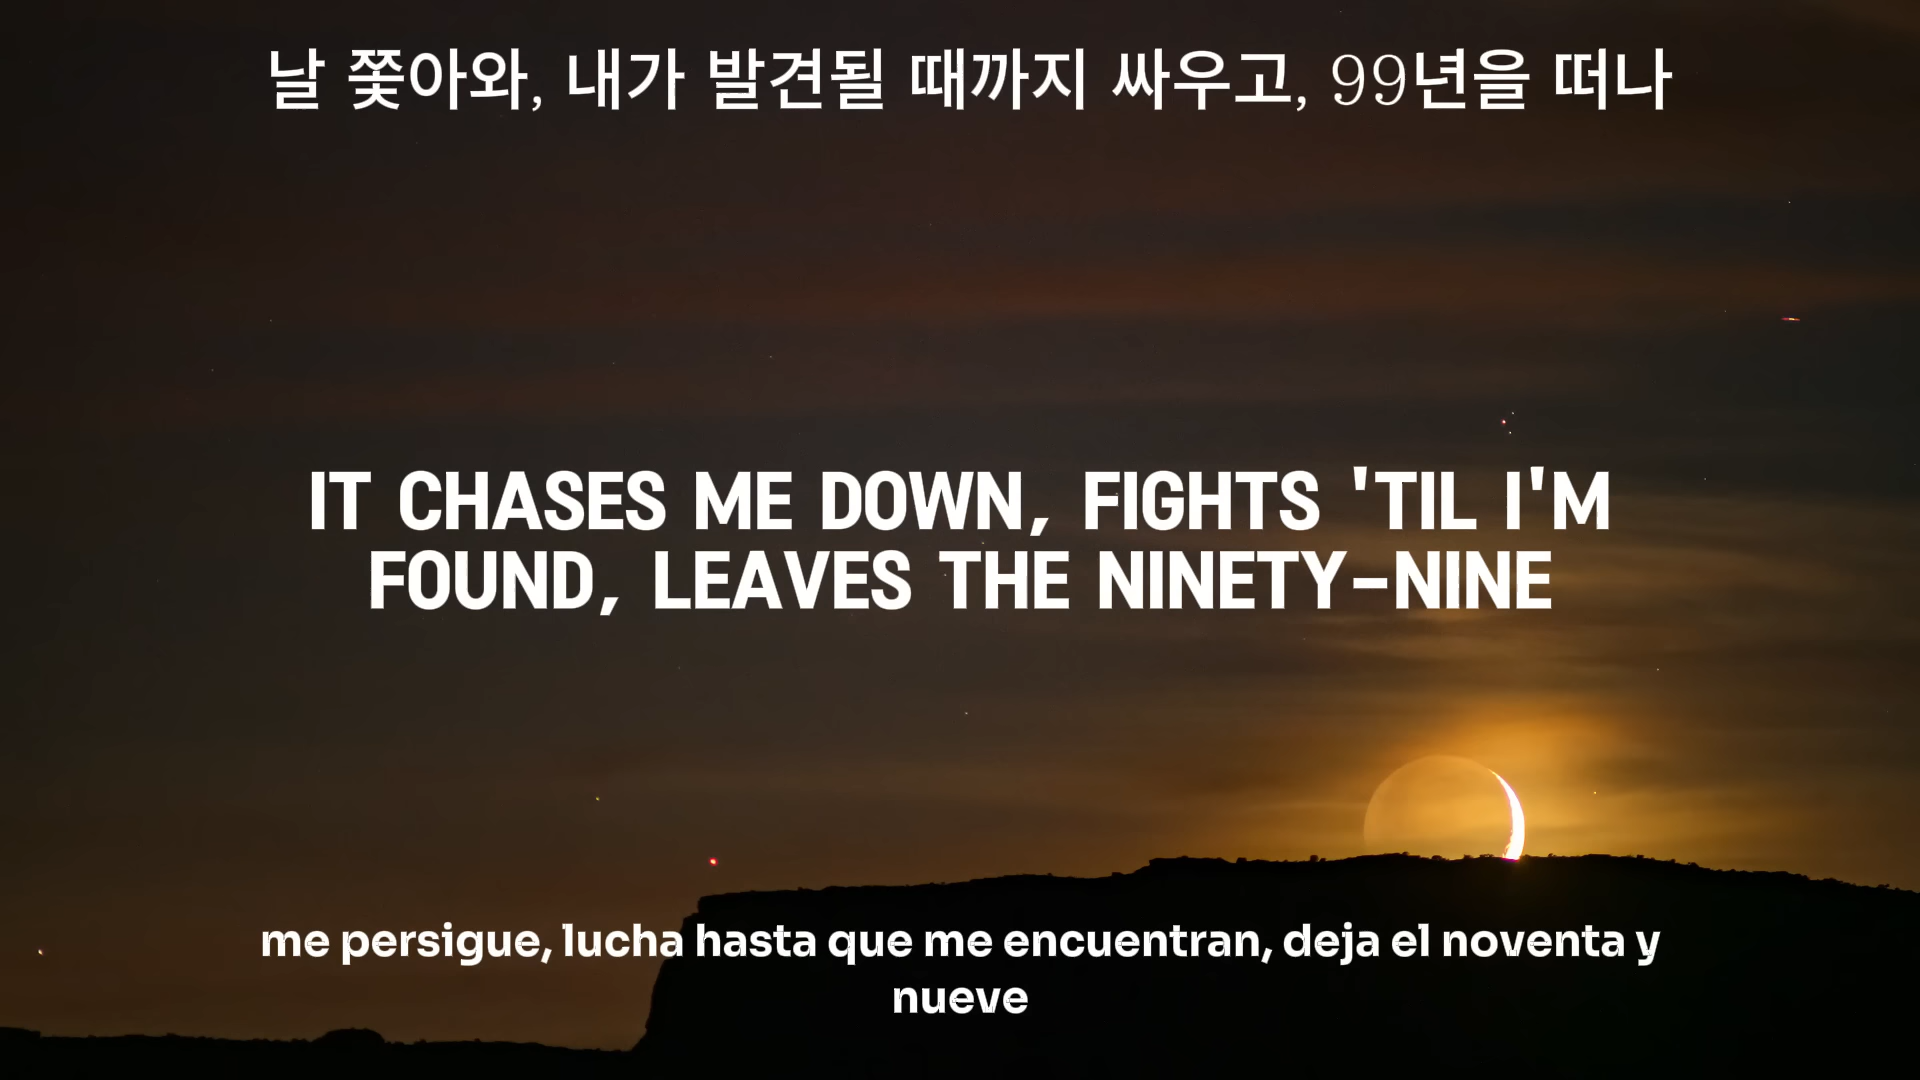 날 쫓아와, 내가 발견될 때까지 싸우고, 99년을 떠나
IT CHASES ME DOWN, FIGHTS 'TIL I'M
FOUND, LEAVES THE NINETY-NINE
me persigue, lucha hasta que me encuentran, deja el noventa y
nueve